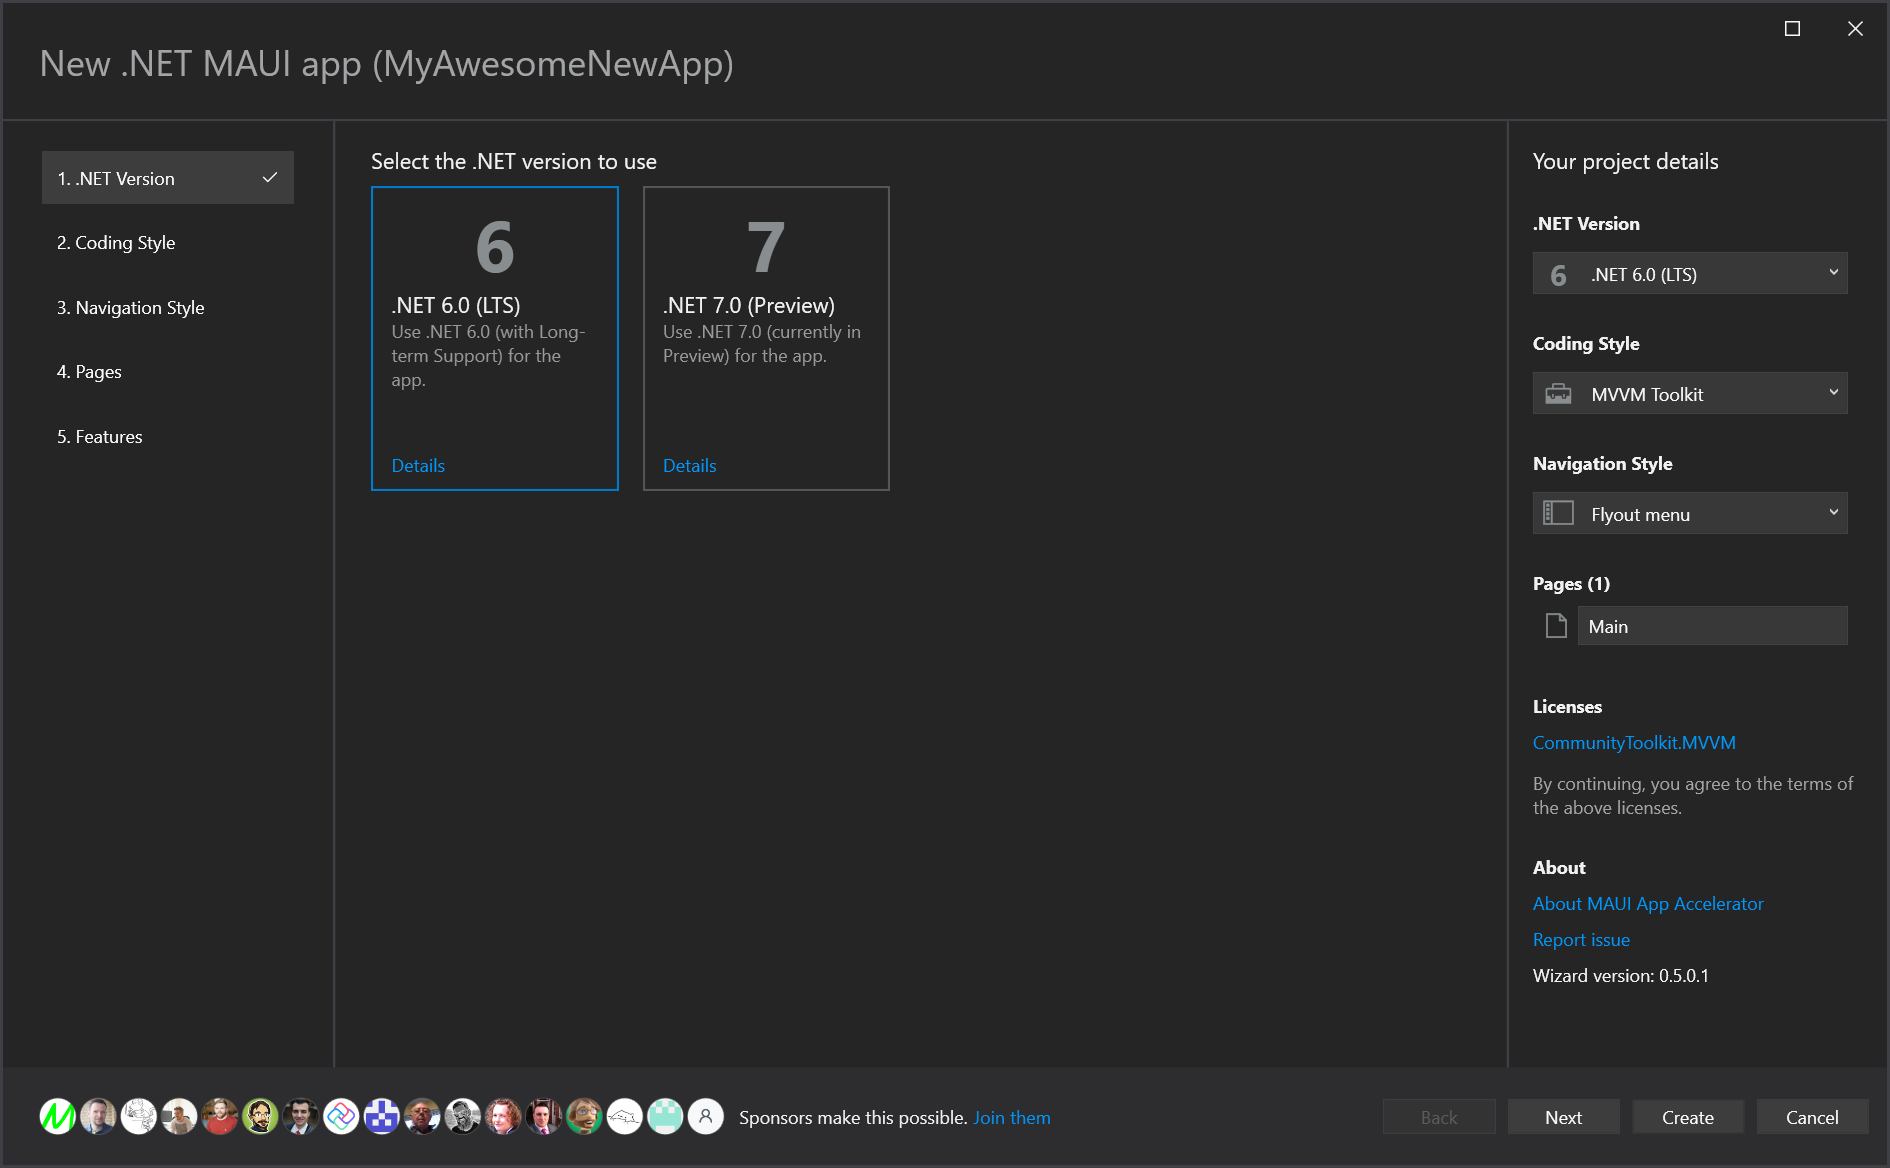 New .NET MAUI app (MyAwesomeNewApp)
1. .NET Version
2. Coding Style
3. Navigation Style
4. Pages
5. Features
Select the .NET version to use
6
.NET 6.0 (LTS)
Use .NET 6.0 (with Long-
term Support) for the
app.
Details
7
.NET 7.0 (Preview)
Use .NET 7.0 (currently in
Preview) for the app.
Details
Your project details
.NET Version
6 .NET 6.0 (LTS)
Coding Style
MVVM Toolkit
Navigation Style
Flyout menu
Pages (1)
Main
Licenses
CommunityToolkit.MVVM
By continuing, you agree to the terms of
the above licenses.
About
About MAUI App Accelerator
Report issue
Wizard version: 0.5.0.1
Sponsors make this possible. Join them
Back
Next
Create
Cancel